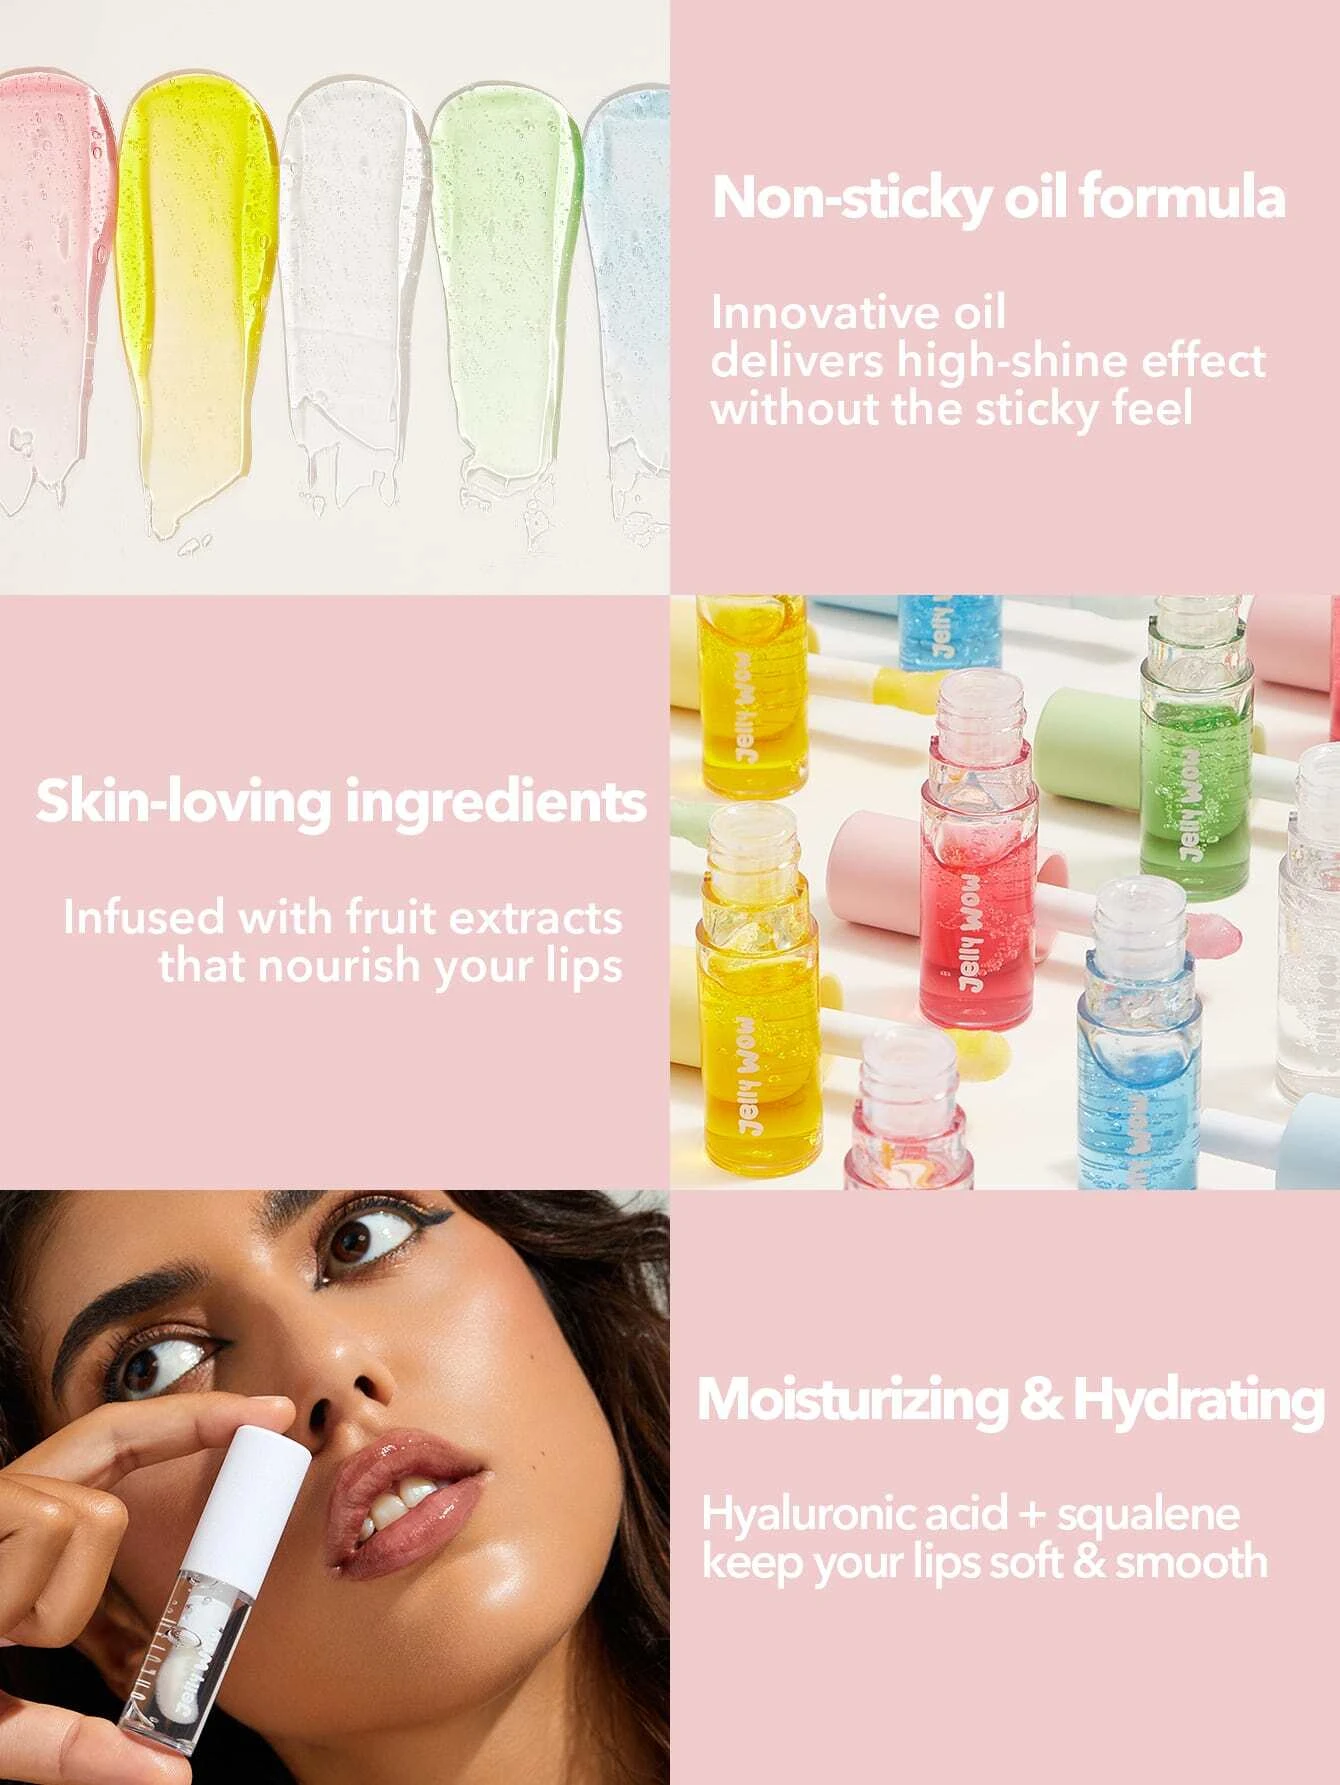 Non-sticky oil formula
Innovative oil
delivers high-shine effect
without the sticky feel
Jelly Wow
Jelly Wow
Jelly Wow
Jelly Wow
Skin-loving ingredients
Infused with fruit extracts
that nourish your lips
Jelly Wow
Moisturizing & Hydrating
Hyaluronic acid + squalene
keep your lips soft & smooth